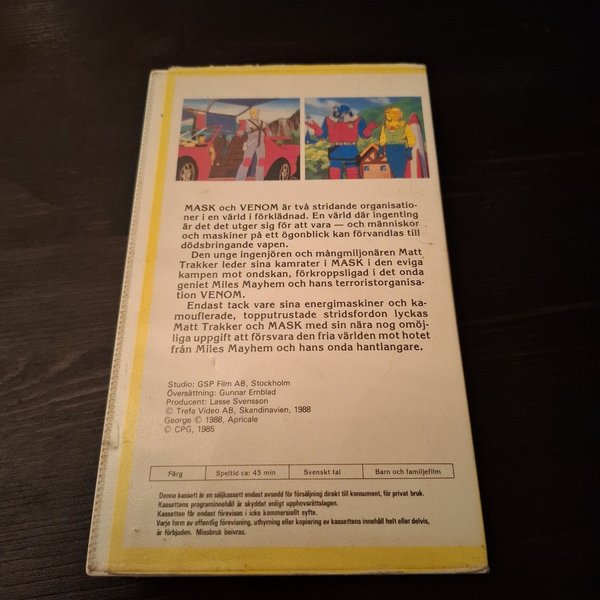 MASK och VENOM är två stridande organisatio-
ner i en värld i förklädnad. En värld där ingenting
är det det utger sig för att vara — och människor
och maskiner på ett ögonblick kan förvandlas till
dödsbringande vapen.
Den unge ingenjören och mångmiljonären Matt
Trakker leder sina kamrater i MASK i den eviga
kampen mot ondskan, förkroppsligad i det onda
geniet Miles Mayhem och hans terroristorganisa-
tion VENOM.
Endast tack vare sina energimaskiner och ka-
mouflerade, topputrustade stridsfordon lyckas
Matt Trakker och MASK med sin nära nog omöj-
liga uppgift att försvara den fria världen mot hotet
från Miles Mayhem och hans onda hantlangare.
Studio: GSP Film AB, Stockholm
Översättning: Gunnar Ernblad
Producent: Lasse Svensson
© Trefa Video AB, Skandinavien, 1988
George © 1988, Apricale
© CPG, 1985
Färg Speltid ca: 45 min Svenskt tal Barn och familjefilm
Denna kassett är en säljkassett endast avsedd för försäljning direkt till konsument, för privat bruk.
Kassettens programinnehåll är skyddat enligt upphovsrättslagen.
Kassetten får endast förevisas i icke kommersiellt syfte.
Varje form av offentlig förevisning, uthyrning eller kopiering av kassettens innehåll helt eller delvis,
är förbjuden. Missbruk beivras.